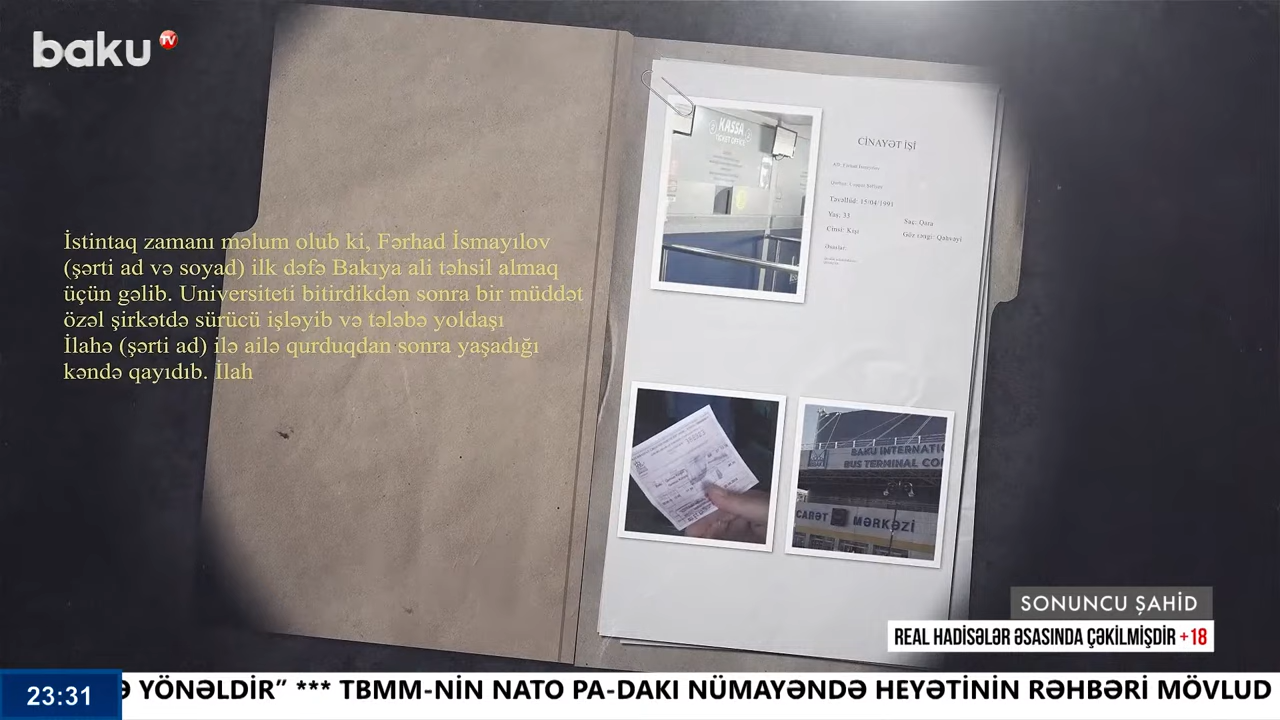 baku TV
KASSA
TICKET OFFICE
CİNAYƏT İŞİ
Təvəllüd: 15/04/1991
Yaş: 33
Saç: Qara
Cinsi: Kişi
Göz rəngi: Qəhvəyi
İstintaq zamanı məlum olub ki, Fərhad İsmayılov
(şərti ad və soyad) ilk dəfə Bakıya ali təhsil almaq
üçün gəlib. Universiteti bitirdikdən sonra bir müddət
özəl şirkətdə sürücü işləyib və tələbə yoldaşı
İlahə (şərti ad) ilə ailə qurduqdan sonra yaşadığı
kəndə qayıdıb. İlah
BAKU INTERNATIO
BUS TERMINAL CO
CARƏT MƏRKƏZİ
SONUNCU ŞAHİD
REAL HADİSƏLƏR ƏSASINDA ÇƏKİLMİŞDİR +18
23:31 Ə YÖNƏLDİR” *** TBMM-NİN NATO PA-DAKI NÜMAYƏNDƏ HEYƏTİNİN RƏHBƏRİ MÖVLUD